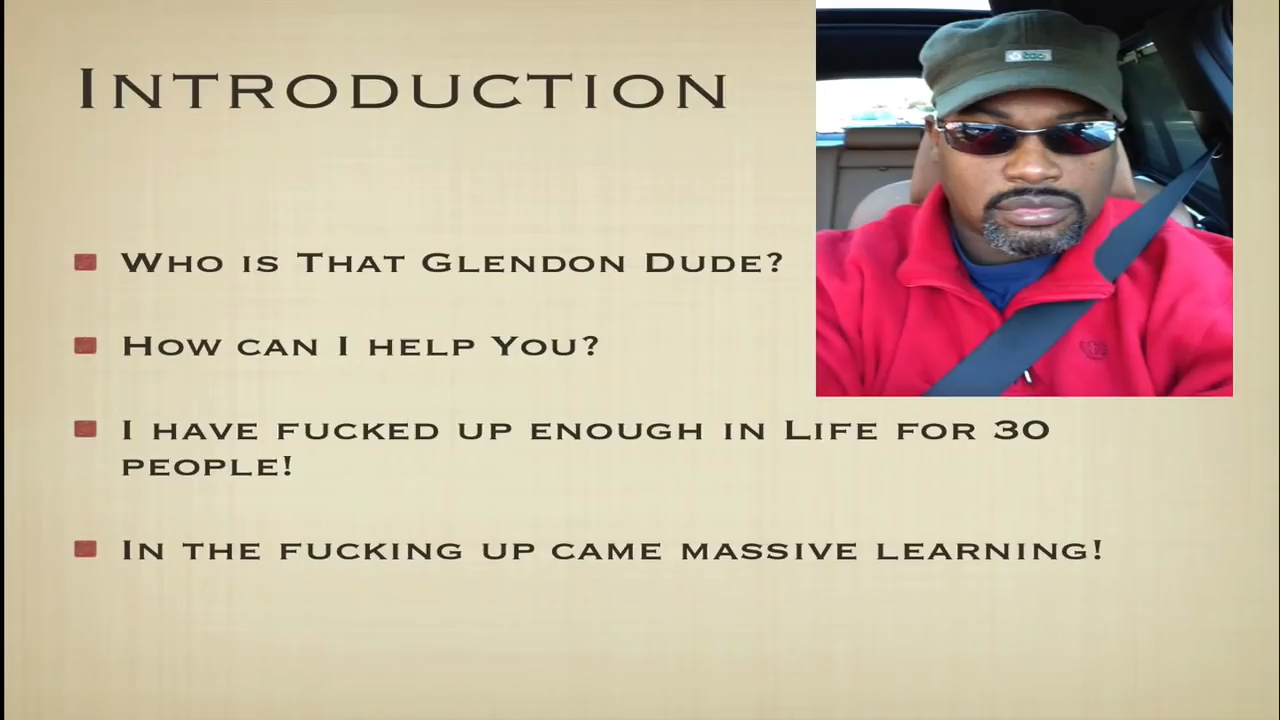 Introduction
Who is That Glendon Dude?
How can I help You?
I have fucked up enough in Life for 30
people!
In the fucking up came massive learning!